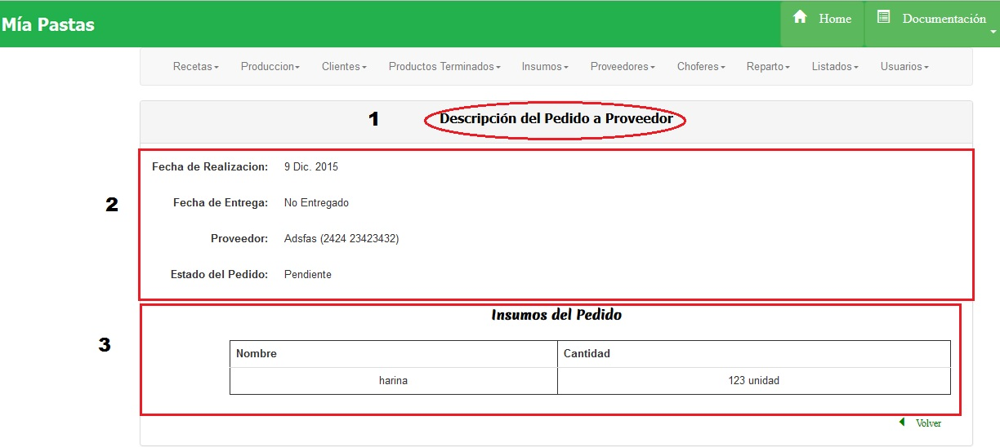 Mía Pastas Home Documentación
Recetas Produccion Clientes Productos Terminados Insumos Proveedores Choferes Reparto Listados Usuarios
1 Descripción del Pedido a Proveedor
Fecha de Realizacion: 9 Dic. 2015
2
Fecha de Entrega: No Entregado
Proveedor: Adsfas (2424 23423432)
Estado del Pedido: Pendiente
Insumos del Pedido
3
Nombre Cantidad
harina 123 unidad
Volver